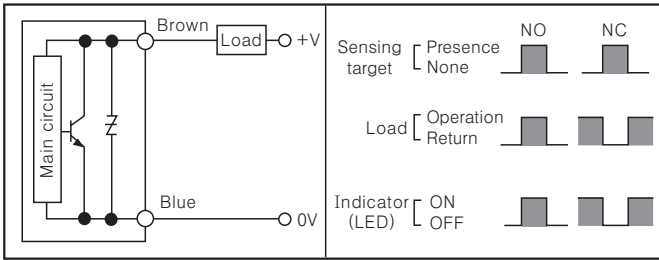 Brown
Load
+V
Main circuit
Blue
0V
NO NC
Sensing target Presence
None
Load Operation
Return
Indicator (LED) ON
OFF